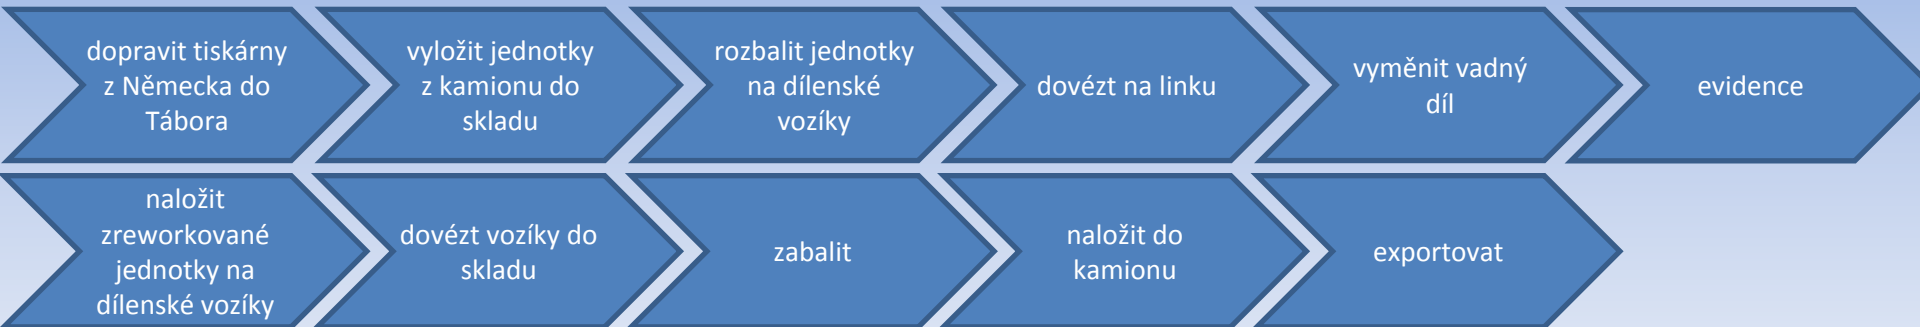 dopravit tiskárny
z Německa do
Tábora
vyložit jednotky
z kamionu do
skladu
rozbalit jednotky
na dílenské
vozíky
dovézt na linku
vyměnit vadný
díl
evidence
naložit
zreworkované
jednotky na
dílenské vozíky
dovézt vozíky do
skladu
zabalit
naložit do
kamionu
exportovat